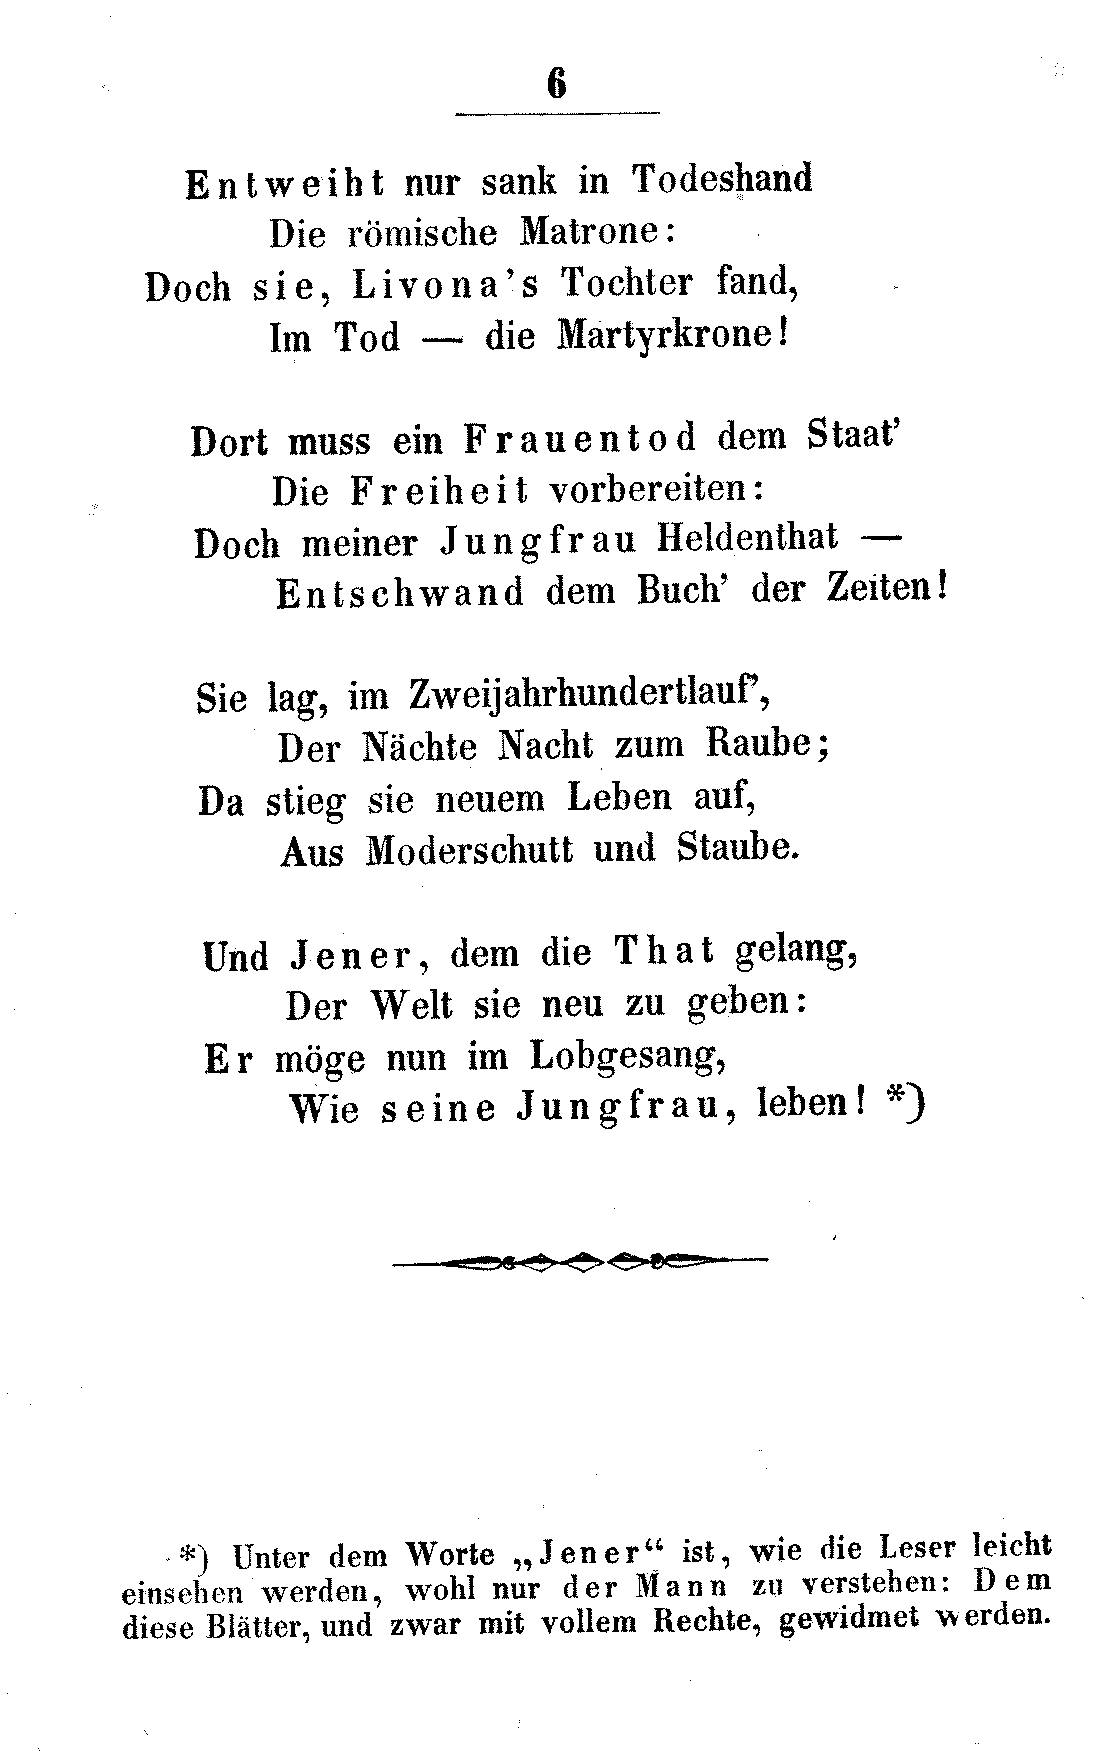 6
Entweiht nur sank in Todeshand
Die römische Matrone:
Doch sie, Livona's Tochter fand,
Im Tod — die Martyrkrone!
Dort muss ein Frauentod dem Staat'
Die Freiheit vorbereiten:
Doch meiner Jungfrau Heldenthat —
Entschwand dem Buch' der Zeiten!
Sie lag, im Zweijahrhundertlauf',
Der Nächte Nacht zum Raube;
Da stieg sie neuem Leben auf,
Aus Moderschutt und Staube.
Und Jener, dem die That gelang,
Der Welt sie neu zu geben:
Er möge nun im Lobgesang,
Wie seine Jungfrau, leben! *)
*) Unter dem Worte „Jener“ ist, wie die Leser leicht
einsehen werden, wohl nur der Mann zu verstehen: Dem
diese Blätter, und zwar mit vollem Rechte, gewidmet werden.